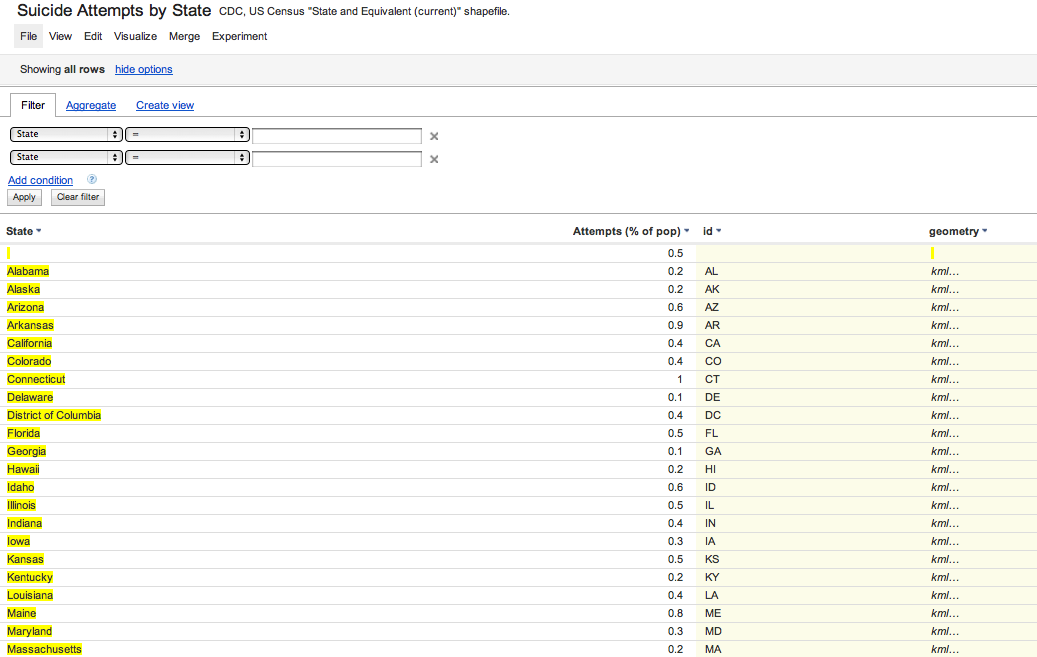 Suicide Attempts by State CDC, US Census "State and Equivalent (current)" shapefile.
File View Edit Visualize Merge Experiment
Showing all rows hide options
Filter Aggregate Create view
State =
State =
Add condition ?
Apply Clear filter
State Attempts (% of pop) id geometry
0.5
Alabama 0.2 AL kml...
Alaska 0.2 AK kml...
Arizona 0.6 AZ kml...
Arkansas 0.9 AR kml...
California 0.4 CA kml...
Colorado 0.4 CO kml...
Connecticut 1 CT kml...
Delaware 0.1 DE kml...
District of Columbia 0.4 DC kml...
Florida 0.5 FL kml...
Georgia 0.1 GA kml...
Hawaii 0.2 HI kml...
Idaho 0.6 ID kml...
Illinois 0.5 IL kml...
Indiana 0.4 IN kml...
Iowa 0.3 IA kml...
Kansas 0.5 KS kml...
Kentucky 0.2 KY kml...
Louisiana 0.4 LA kml...
Maine 0.8 ME kml...
Maryland 0.3 MD kml...
Massachusetts 0.2 MA kml...